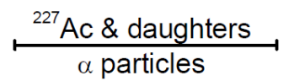 ²²⁷Ac & daughters
α particles